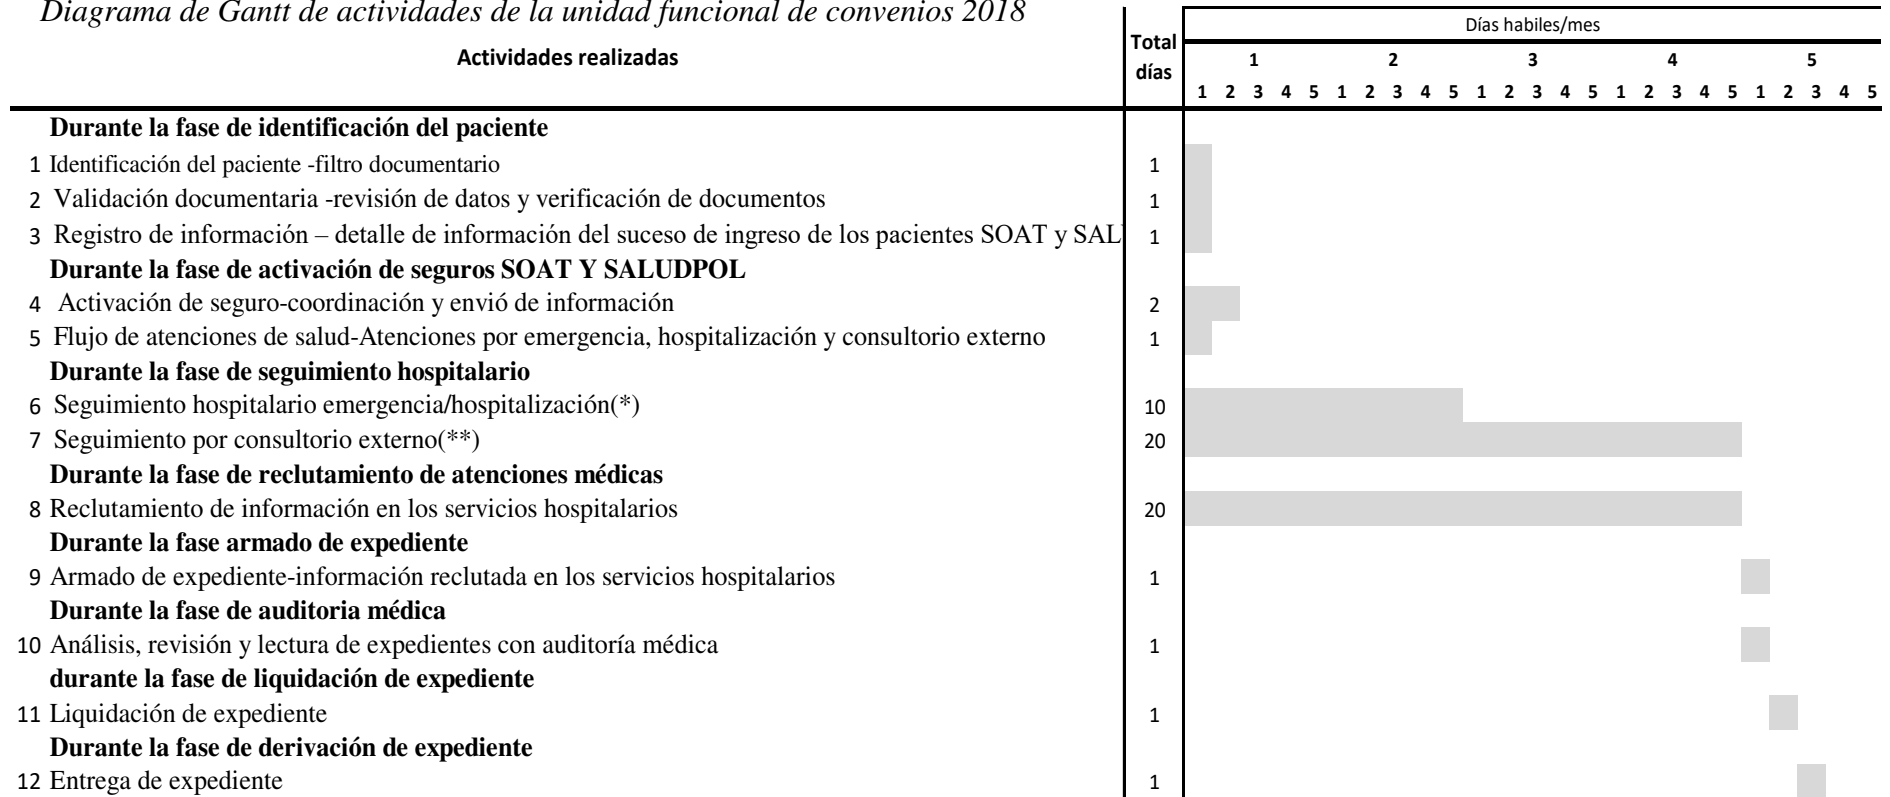 Diagrama de Gantt de actividades de la unidad funcional de convenios 2018
Actividades realizadas Total días Días habiles/mes
1 2 3 4 5
1 2 3 4 5 1 2 3 4 5 1 2 3 4 5 1 2 3 4 5 1 2 3 4 5
Durante la fase de identificación del paciente
1 Identificación del paciente -filtro documentario 1
2 Validación documentaria -revisión de datos y verificación de documentos 1
3 Registro de información – detalle de información del suceso de ingreso de los pacientes SOAT y SAL 1
Durante la fase de activación de seguros SOAT Y SALUDPOL
4 Activación de seguro-coordinación y envió de información 2
5 Flujo de atenciones de salud-Atenciones por emergencia, hospitalización y consultorio externo 1
Durante la fase de seguimiento hospitalario
6 Seguimiento hospitalario emergencia/hospitalización(*) 10
7 Seguimiento por consultorio externo(**) 20
Durante la fase de reclutamiento de atenciones médicas
8 Reclutamiento de información en los servicios hospitalarios 20
Durante la fase armado de expediente
9 Armado de expediente-información reclutada en los servicios hospitalarios 1
Durante la fase de auditoria médica
10 Análisis, revisión y lectura de expedientes con auditoría médica 1
durante la fase de liquidación de expediente
11 Liquidación de expediente 1
Durante la fase de derivación de expediente
12 Entrega de expediente 1